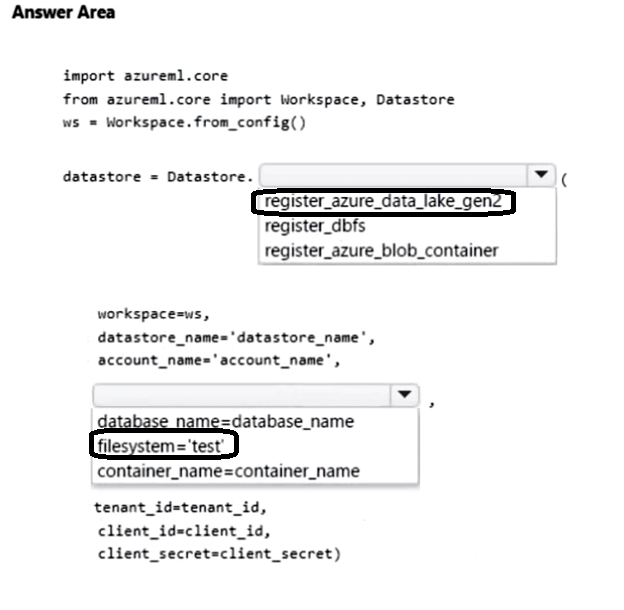 Answer Area
import azureml.core
from azureml.core import Workspace, Datastore
ws = Workspace.from_config()
datastore = Datastore. (
register_azure_data_lake_gen2
register_dbfs
register_azure_blob_container
workspace=ws,
datastore_name='datastore_name',
account_name='account_name',
,
database_name=database_name
filesystem='test'
container_name=container_name
tenant_id=tenant_id,
client_id=client_id,
client_secret=client_secret)